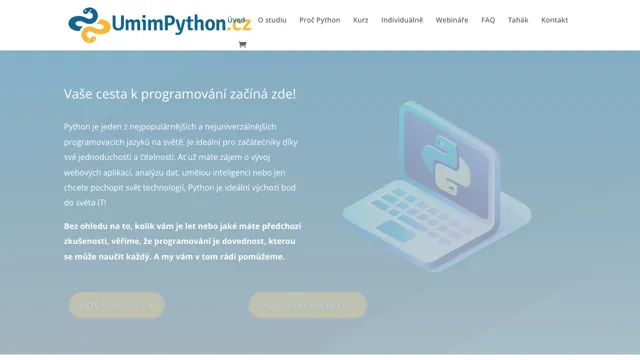 UmimPython.cz
Úvod
O studiu
Proč Python
Kurz
Individuálně
Webináře
FAQ
Tahák
Kontakt
Vaše cesta k programování začíná zde!
Python je jeden z nejpopulárnějších a nejuniverzálnějších
programovacích jazyků na světě. Je ideální pro začátečníky díky
své jednoduchosti a čitelnosti. Ať už máte zájem o vývoj
webových aplikací, analýzu dat, umělou inteligenci nebo jen
chcete pochopit svět technologií, Python je ideální výchozí bod
do světa IT!
Bez ohledu na to, kolik vám je let nebo jaké máte předchozí
zkušenosti, věříme, že programování je dovednost, kterou
se může naučit každý. A my vám v tom rádi pomůžeme.